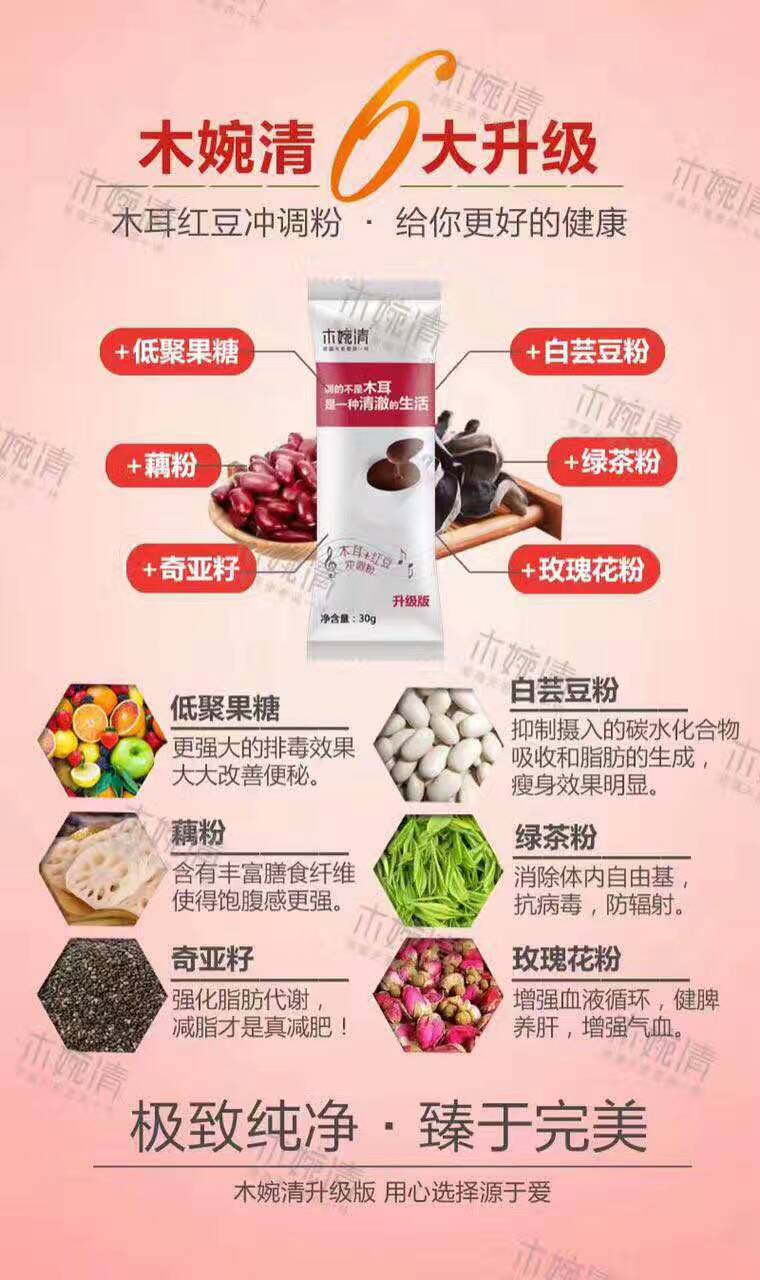 木婉清6大升级
木耳红豆冲调粉 · 给你更好的健康
木婉清
调的不是木耳
是一种清澈的生活
木耳+红豆
冲调粉
升级版
净含量：30g
+低聚果糖
+白芸豆粉
+藕粉
+绿茶粉
+奇亚籽
+玫瑰花粉
低聚果糖
更强大的排毒效果
大大改善便秘。
白芸豆粉
抑制摄入的碳水化合物
吸收和脂肪的生成，
瘦身效果明显。
藕粉
含有丰富膳食纤维
使得饱腹感更强。
绿茶粉
消除体内自由基，
抗病毒，防辐射。
奇亚籽
强化脂肪代谢，
减脂才是真减肥！
玫瑰花粉
增强血液循环，健脾
养肝，增强气血。
极致纯净 · 臻于完美
木婉清升级版 用心选择源于爱